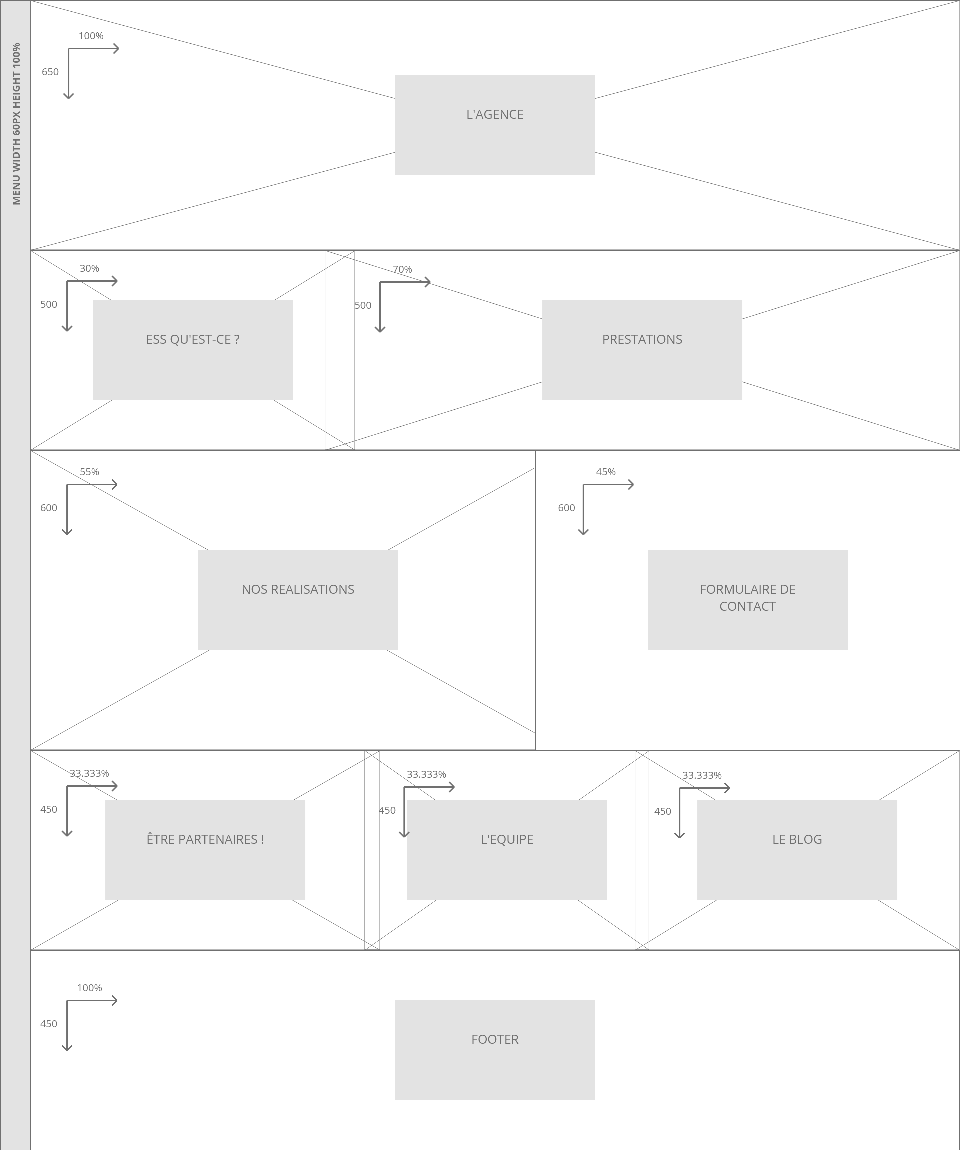 MENU WIDTH 60PX HEIGHT 100%
100%
650
L'AGENCE
30%
500
ESS QU'EST-CE ?
70%
500
PRESTATIONS
55%
600
NOS REALISATIONS
45%
600
FORMULAIRE DE
CONTACT
33.333%
450
ÊTRE PARTENAIRES !
33.333%
450
L'EQUIPE
33.333%
450
LE BLOG
100%
450
FOOTER